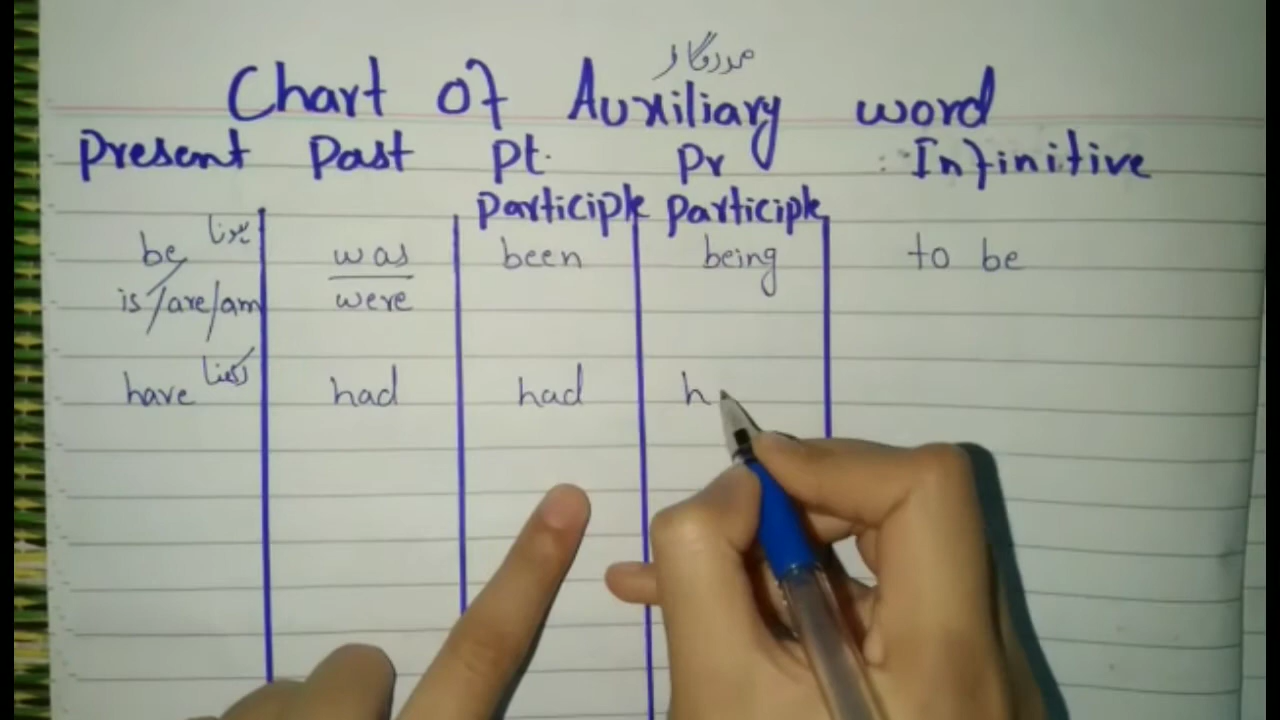 مددگار
Chart of Auxiliary word
Present Past Pt. Pr Infinitive
Participle Participle
be ہونا was been being to be
is/are/am were
have رکھنا had had h